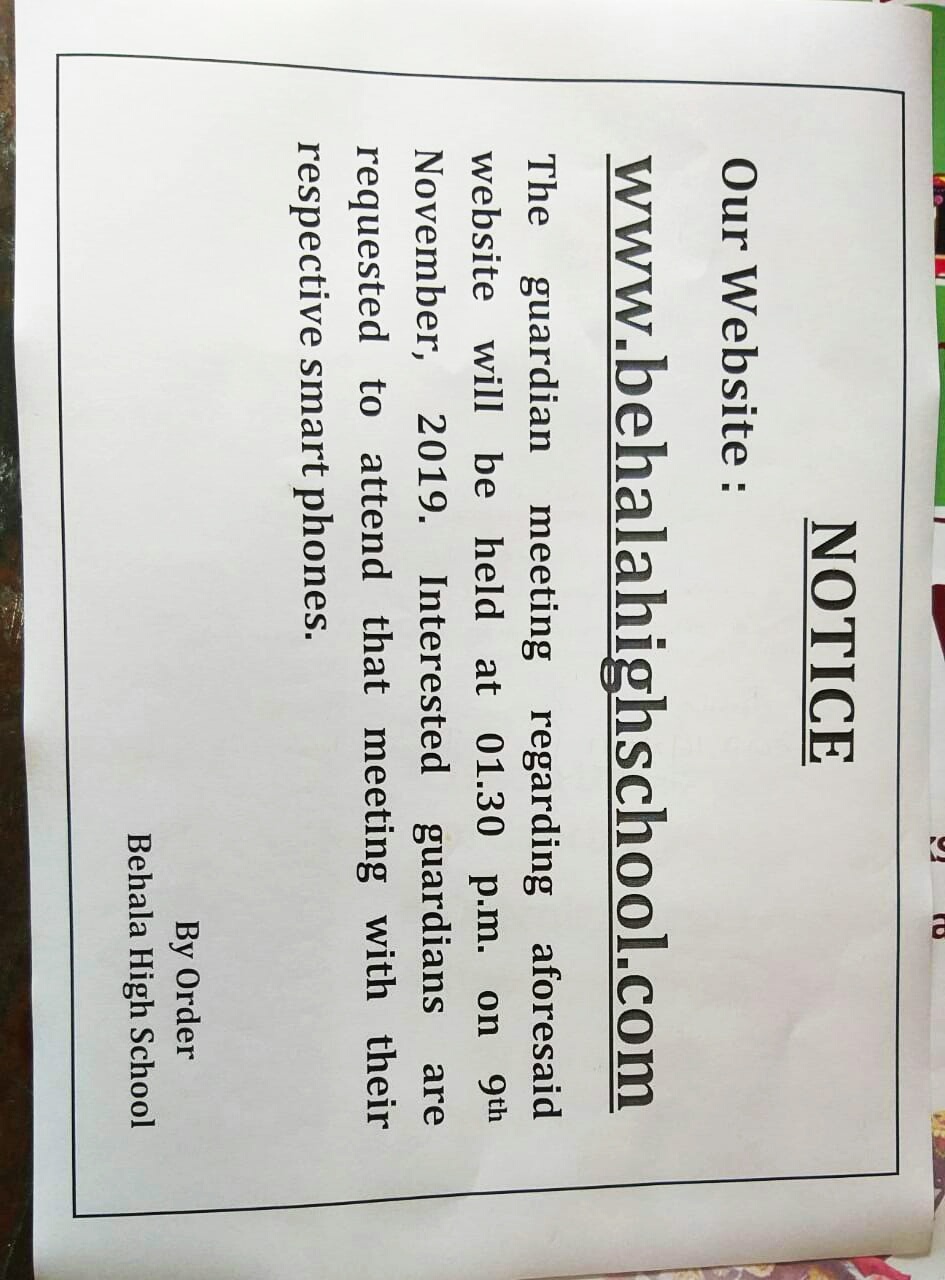 NOTICE
Our Website :
www.behalahighschool.com
The guardian meeting regarding aforesaid
website will be held at 01.30 p.m. on 9th
November, 2019. Interested guardians are
requested to attend that meeting with their
respective smart phones.
By Order
Behala High School